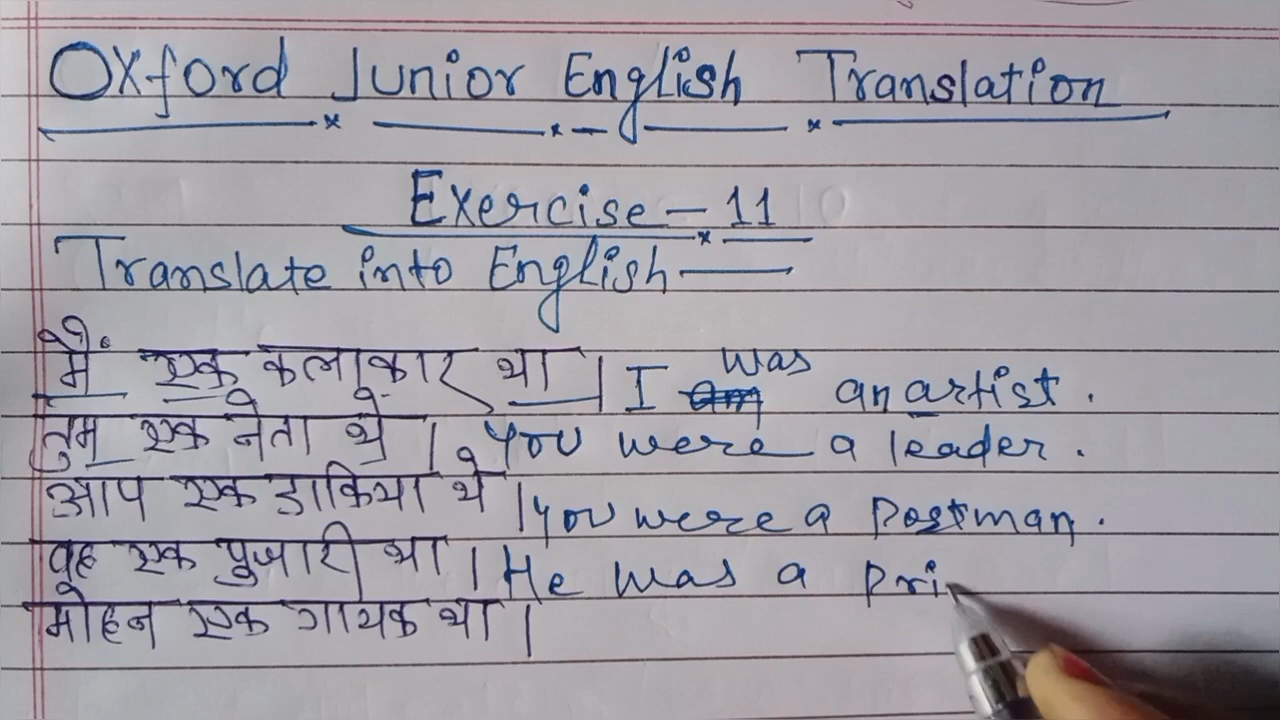 Oxford Junior English Translation
Exercise - 11
Translate into English
मैं एक कलाकार था। I was an artist.
तुम एक नेता थे। You were a leader.
आप एक डाकिया थे। You were a Postman.
वह एक पुजारी था। He was a Pri
मोहन एक गायक था।